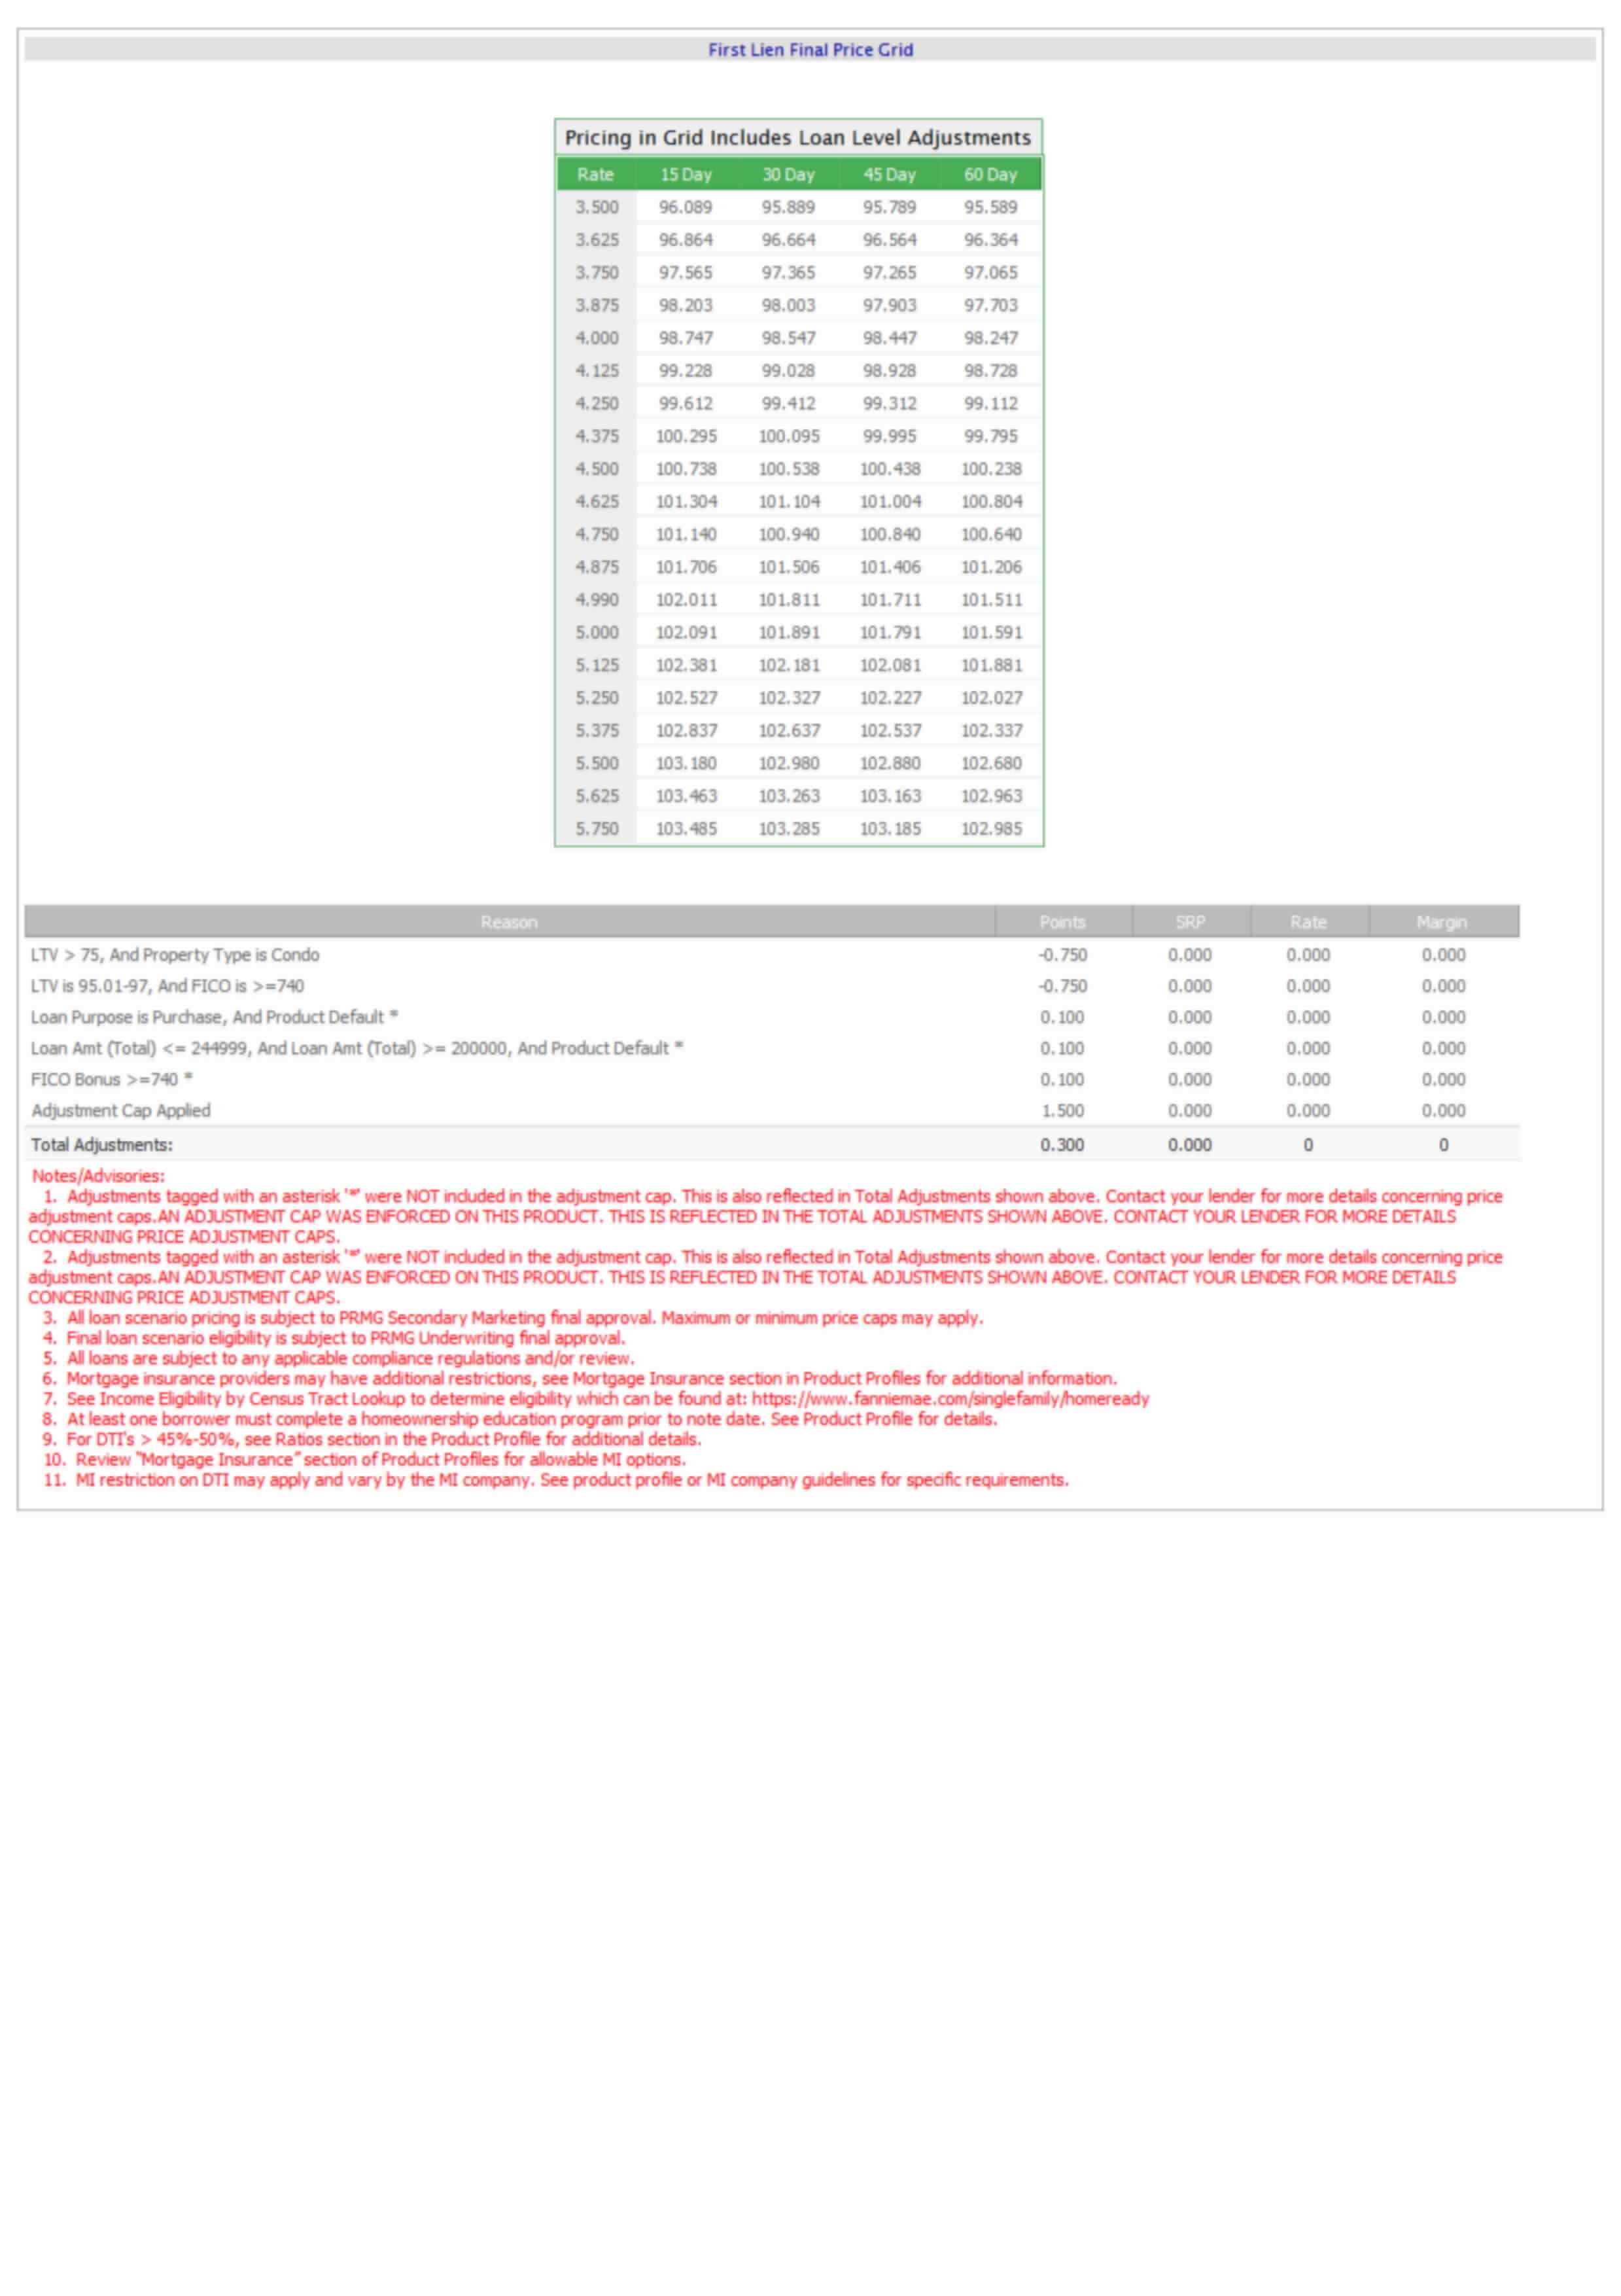 First Lien Final Price Grid
Pricing in Grid Includes Loan Level Adjustments
Rate 15 Day 30 Day 45 Day 60 Day
3.500 96.089 95.889 95.789 95.589
3.625 96.864 96.664 96.564 96.364
3.750 97.565 97.365 97.265 97.065
3.875 98.203 98.003 97.903 97.703
4.000 98.747 98.547 98.447 98.247
4.125 99.228 99.028 98.928 98.728
4.250 99.612 99.412 99.312 99.112
4.375 100.295 100.095 99.995 99.795
4.500 100.738 100.538 100.438 100.238
4.625 101.304 101.104 101.004 100.804
4.750 101.140 100.940 100.840 100.640
4.875 101.706 101.506 101.406 101.206
4.990 102.011 101.811 101.711 101.511
5.000 102.091 101.891 101.791 101.591
5.125 102.381 102.181 102.081 101.881
5.250 102.527 102.327 102.227 102.027
5.375 102.837 102.637 102.537 102.337
5.500 103.180 102.980 102.880 102.680
5.625 103.463 103.263 103.163 102.963
5.750 103.485 103.285 103.185 102.985
Reason Points SRP Rate Margin
LTV > 75, And Property Type is Condo -0.750 0.000 0.000 0.000
LTV is 95.01-97, And FICO is >=740 -0.750 0.000 0.000 0.000
Loan Purpose is Purchase, And Product Default * 0.100 0.000 0.000 0.000
Loan Amt (Total) <= 244999, And Loan Amt (Total) >= 200000, And Product Default * 0.100 0.000 0.000 0.000
FICO Bonus >=740 * 0.100 0.000 0.000 0.000
Adjustment Cap Applied 1.500 0.000 0.000 0.000
Total Adjustments: 0.300 0.000 0 0
Notes/Advisories:
1. Adjustments tagged with an asterisk '*' were NOT included in the adjustment cap. This is also reflected in Total Adjustments shown above. Contact your lender for more details concerning price
adjustment caps.AN ADJUSTMENT CAP WAS ENFORCED ON THIS PRODUCT. THIS IS REFLECTED IN THE TOTAL ADJUSTMENTS SHOWN ABOVE. CONTACT YOUR LENDER FOR MORE DETAILS
CONCERNING PRICE ADJUSTMENT CAPS.
2. Adjustments tagged with an asterisk '*' were NOT included in the adjustment cap. This is also reflected in Total Adjustments shown above. Contact your lender for more details concerning price
adjustment caps.AN ADJUSTMENT CAP WAS ENFORCED ON THIS PRODUCT. THIS IS REFLECTED IN THE TOTAL ADJUSTMENTS SHOWN ABOVE. CONTACT YOUR LENDER FOR MORE DETAILS
CONCERNING PRICE ADJUSTMENT CAPS.
3. All loan scenario pricing is subject to PRMG Secondary Marketing final approval. Maximum or minimum price caps may apply.
4. Final loan scenario eligibility is subject to PRMG Underwriting final approval.
5. All loans are subject to any applicable compliance regulations and/or review.
6. Mortgage insurance providers may have additional restrictions, see Mortgage Insurance section in Product Profiles for additional information.
7. See Income Eligibility by Census Tract Lookup to determine eligibility which can be found at: https://www.fanniemae.com/singlefamily/homeready
8. At least one borrower must complete a homeownership education program prior to note date. See Product Profile for details.
9. For DTI's > 45%-50%, see Ratios section in the Product Profile for additional details.
10. Review "Mortgage Insurance" section of Product Profiles for allowable MI options.
11. MI restriction on DTI may apply and vary by the MI company. See product profile or MI company guidelines for specific requirements.